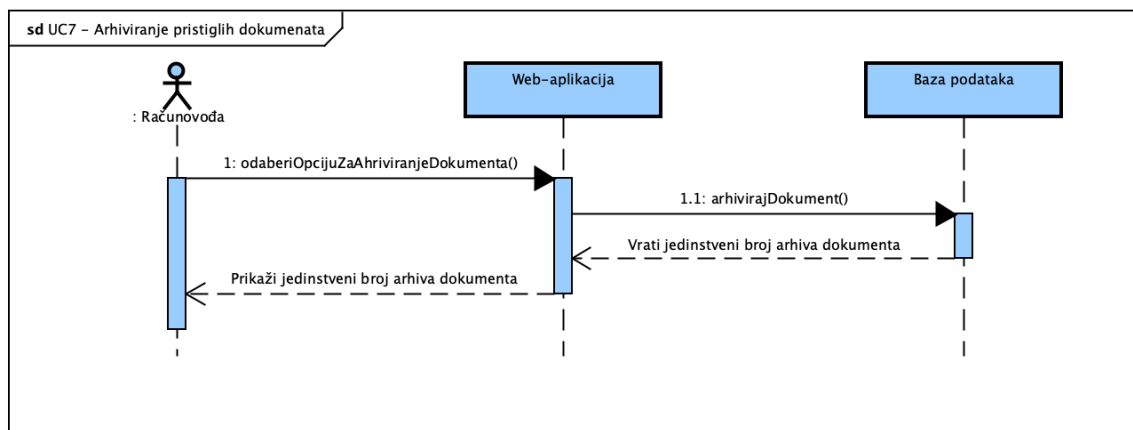 sd UC7 – Arhiviranje pristiglih dokumenata
: Računovođa
Web-aplikacija
Baza podataka
1: odaberiOpcijuZaAhriviranjeDokumenta()
1.1: arhivirajDokument()
Vrati jedinstveni broj arhiva dokumenta
Prikaži jedinstveni broj arhiva dokumenta